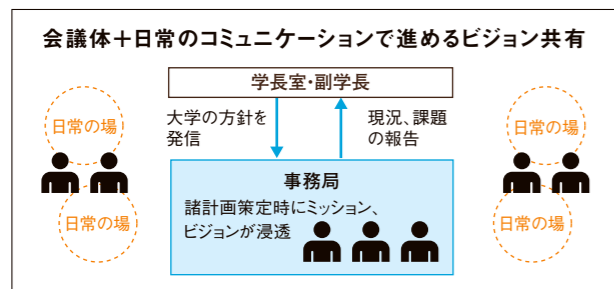 会議体＋日常のコミュニケーションで進めるビジョン共有
学長室・副学長
日常の場
大学の方針を
発信
現況、課題
の報告
日常の場
事務局
諸計画策定時にミッション、
ビジョンが浸透
日常の場
日常の場